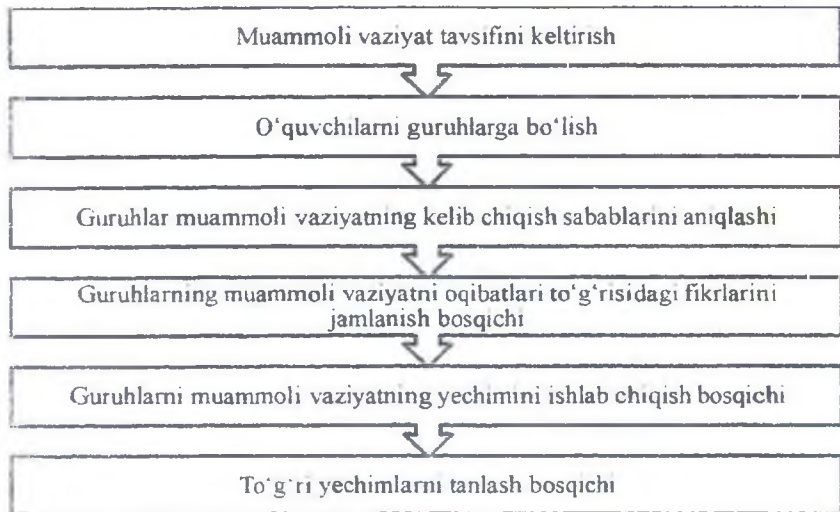 Muammoli vaziyat tavsifini keltirish
O‘quvchilarni guruhlarga bo‘lish
Guruhlar muammoli vaziyatning kelib chiqish sabablarini aniqlashi
Guruhlarning muammoli vaziyatni oqibatlari to‘g‘risidagi fikrlarini
jamlanish bosqichi
Guruhlarni muammoli vaziyatning yechimini ishlab chiqish bosqichi
To‘g‘ri yechimlarni tanlash bosqichi